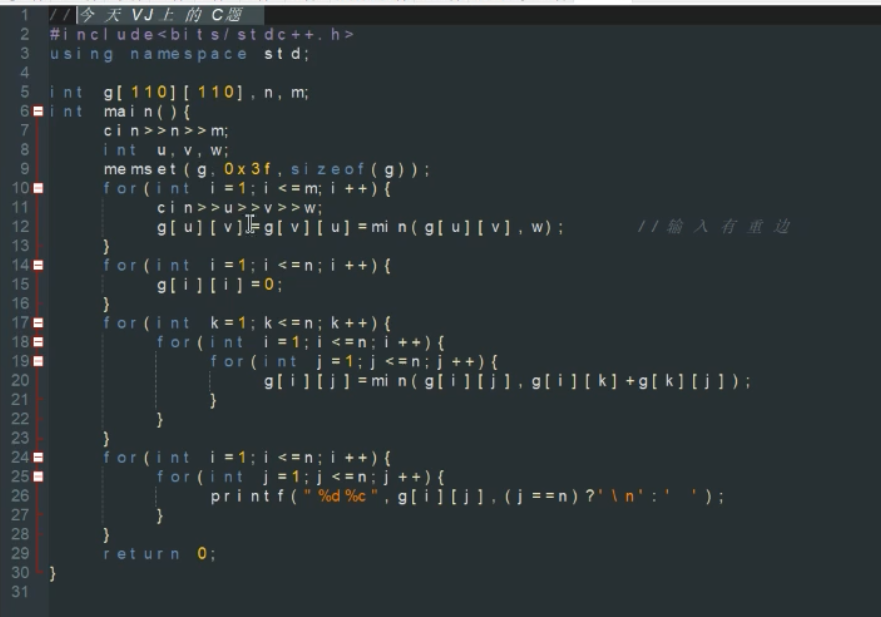 1 //今天VJ上的C题
2 #include<bits/stdc++.h>
3 using namespace std;
4
5 int g[110][110],n,m;
6 int main(){
7 cin>>n>>m;
8 int u,v,w;
9 memset(g,0x3f,sizeof(g));
10 for(int i=1;i<=m;i++){
11 cin>>u>>v>>w;
12 g[u][v]=g[v][u]=min(g[u][v],w); //输入有重边
13 }
14 for(int i=1;i<=n;i++){
15 g[i][i]=0;
16 }
17 for(int k=1;k<=n;k++){
18 for(int i=1;i<=n;i++){
19 for(int j=1;j<=n;j++){
20 g[i][j]=min(g[i][j],g[i][k]+g[k][j]);
21 }
22 }
23 }
24 for(int i=1;i<=n;i++){
25 for(int j=1;j<=n;j++){
26 printf("%d%c",g[i][j],(j==n)?'\n':' ');
27 }
28 }
29 return 0;
30 }
31